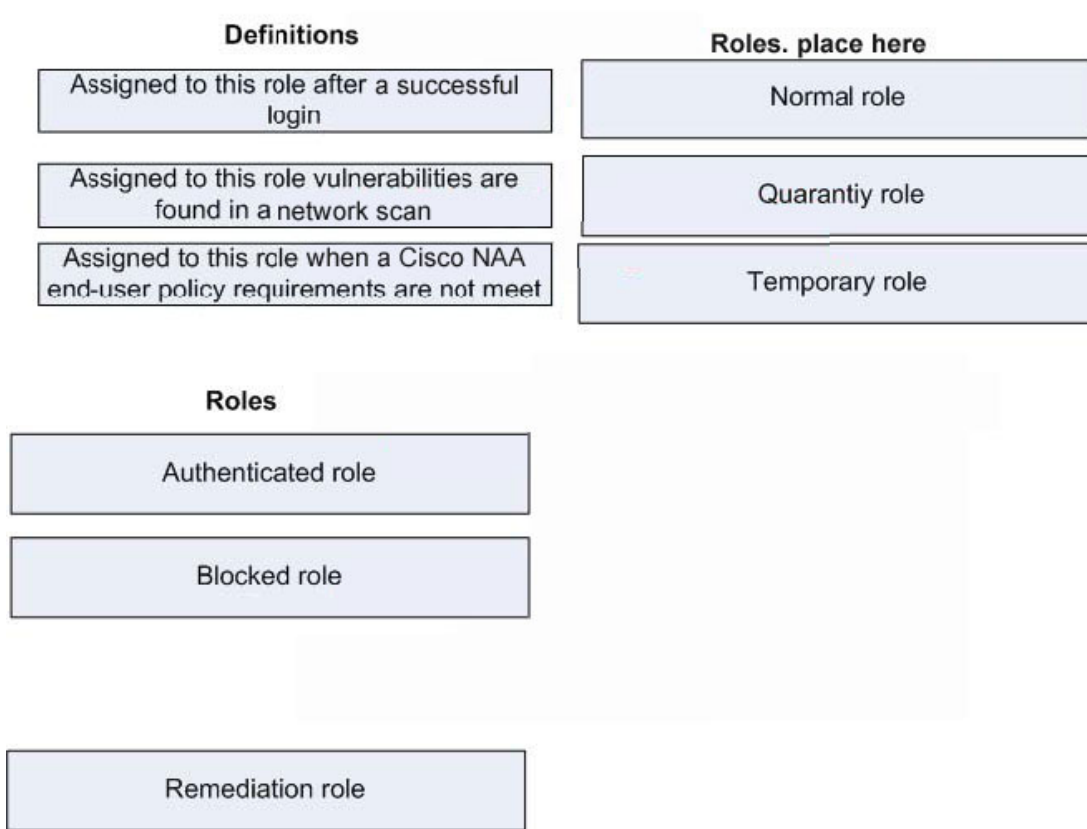 Definitions
Roles. place here
Assigned to this role after a successful
login
Normal role
Assigned to this role vulnerabilities are
found in a network scan
Quarantiy role
Assigned to this role when a Cisco NAA
end-user policy requirements are not meet
Temporary role
Roles
Authenticated role
Blocked role
Remediation role